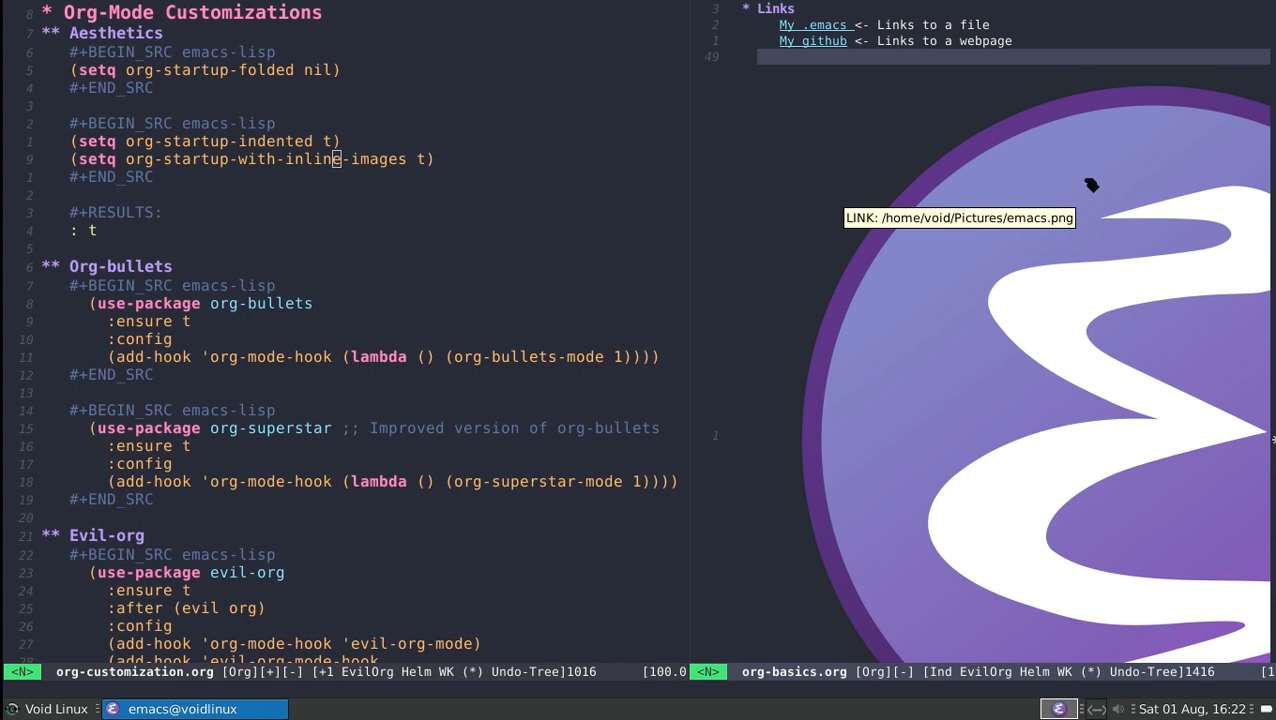 8 * Org-Mode Customizations
7 ** Aesthetics
6 #+BEGIN_SRC emacs-lisp
5 (setq org-startup-folded nil)
4 #+END_SRC
3
2 #+BEGIN_SRC emacs-lisp
1 (setq org-startup-indented t)
9 (setq org-startup-with-inline-images t)
1 #+END_SRC
2
3 #+RESULTS:
4 : t
5
6 ** Org-bullets
7 #+BEGIN_SRC emacs-lisp
8 (use-package org-bullets
9 :ensure t
10 :config
11 (add-hook 'org-mode-hook (lambda () (org-bullets-mode 1))))
12 #+END_SRC
13
14 #+BEGIN_SRC emacs-lisp
15 (use-package org-superstar ;; Improved version of org-bullets
16 :ensure t
17 :config
18 (add-hook 'org-mode-hook (lambda () (org-superstar-mode 1))))
19 #+END_SRC
20
21 ** Evil-org
22 #+BEGIN_SRC emacs-lisp
23 (use-package evil-org
24 :ensure t
25 :after (evil org)
26 :config
27 (add-hook 'org-mode-hook 'evil-org-mode)
28 (add-hook 'evil-org-mode-hook
<N> org-customization.org [Org][+][-] [+1 EvilOrg Helm WK (*) Undo-Tree]1016 [100.0
3 * Links
2 My .emacs <- Links to a file
1 My github <- Links to a webpage
49
LINK: /home/void/Pictures/emacs.png
1
<N> org-basics.org [Org][-] [Ind EvilOrg Helm WK (*) Undo-Tree]1416 [1
Void Linux emacs@voidlinux Sat 01 Aug, 16:22